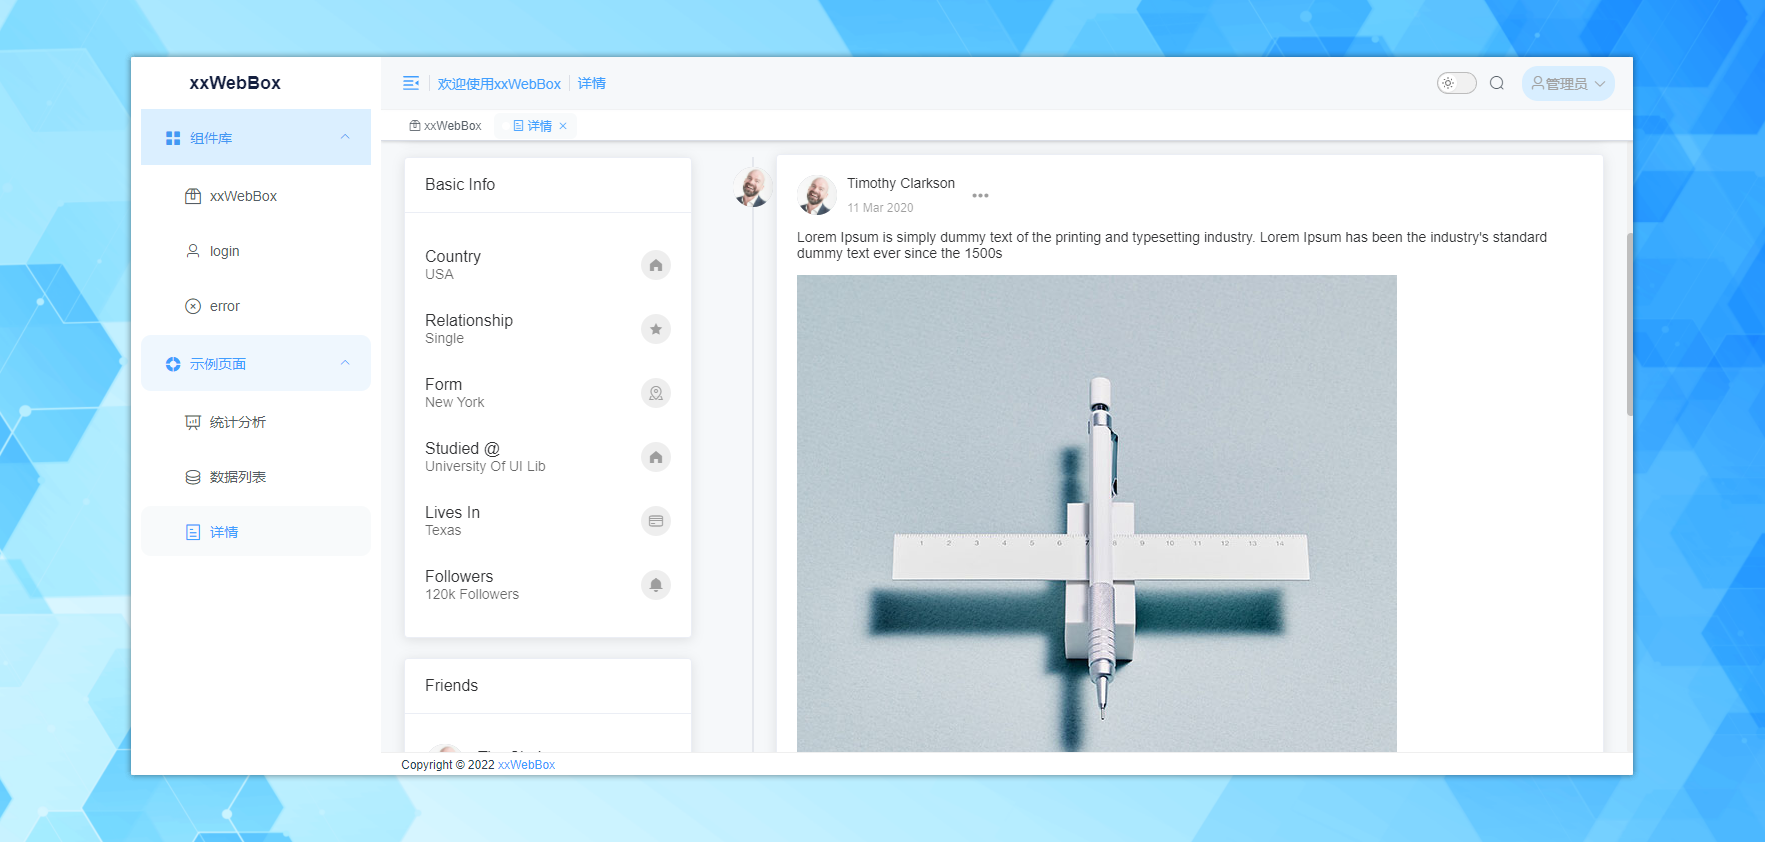 xxWebBox
组件库
xxWebBox
login
error
示例页面
统计分析
数据列表
详情
欢迎使用xxWebBox
详情
管理员
xxWebBox
详情
Basic Info
Country
USA
Relationship
Single
Form
New York
Studied @
University Of UI Lib
Lives In
Texas
Followers
120k Followers
Friends
Timothy Clarkson
11 Mar 2020
Lorem Ipsum is simply dummy text of the printing and typesetting industry. Lorem Ipsum has been the industry's standard
dummy text ever since the 1500s
1 2 3 4 5 6 7 8 9 10 11 12 13 14
Copyright © 2022 xxWebBox